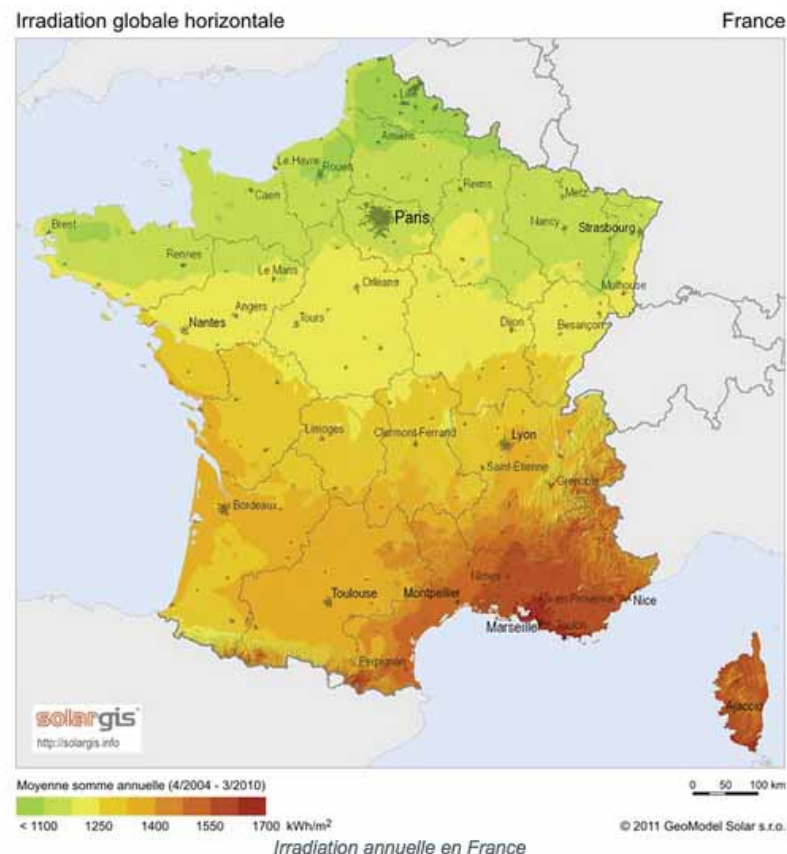 Irradiation globale horizontale
France
Lille
Amiens
Le Havre
Rouen
Caen
Reims
Metz
Paris
Nancy
Strasbourg
Brest
Rennes
Le Mans
Orléans
Mulhouse
Angers
Nantes
Tours
Dijon
Besançon
Limoges
Clermont-Ferrand
Lyon
Saint-Etienne
Grenoble
Bordeaux
Nîmes
Toulouse
Montpellier
Aix-en-Provence
Nice
Marseille
Toulon
Perpignan
Ajaccio
solargis
http://solargis.info
Moyenne somme annuelle (4/2004 - 3/2010)
0 50 100 km
< 1100 1250 1400 1550 1700 kWh/m²
© 2011 GeoModel Solar s.r.o.
Irradiation annuelle en France